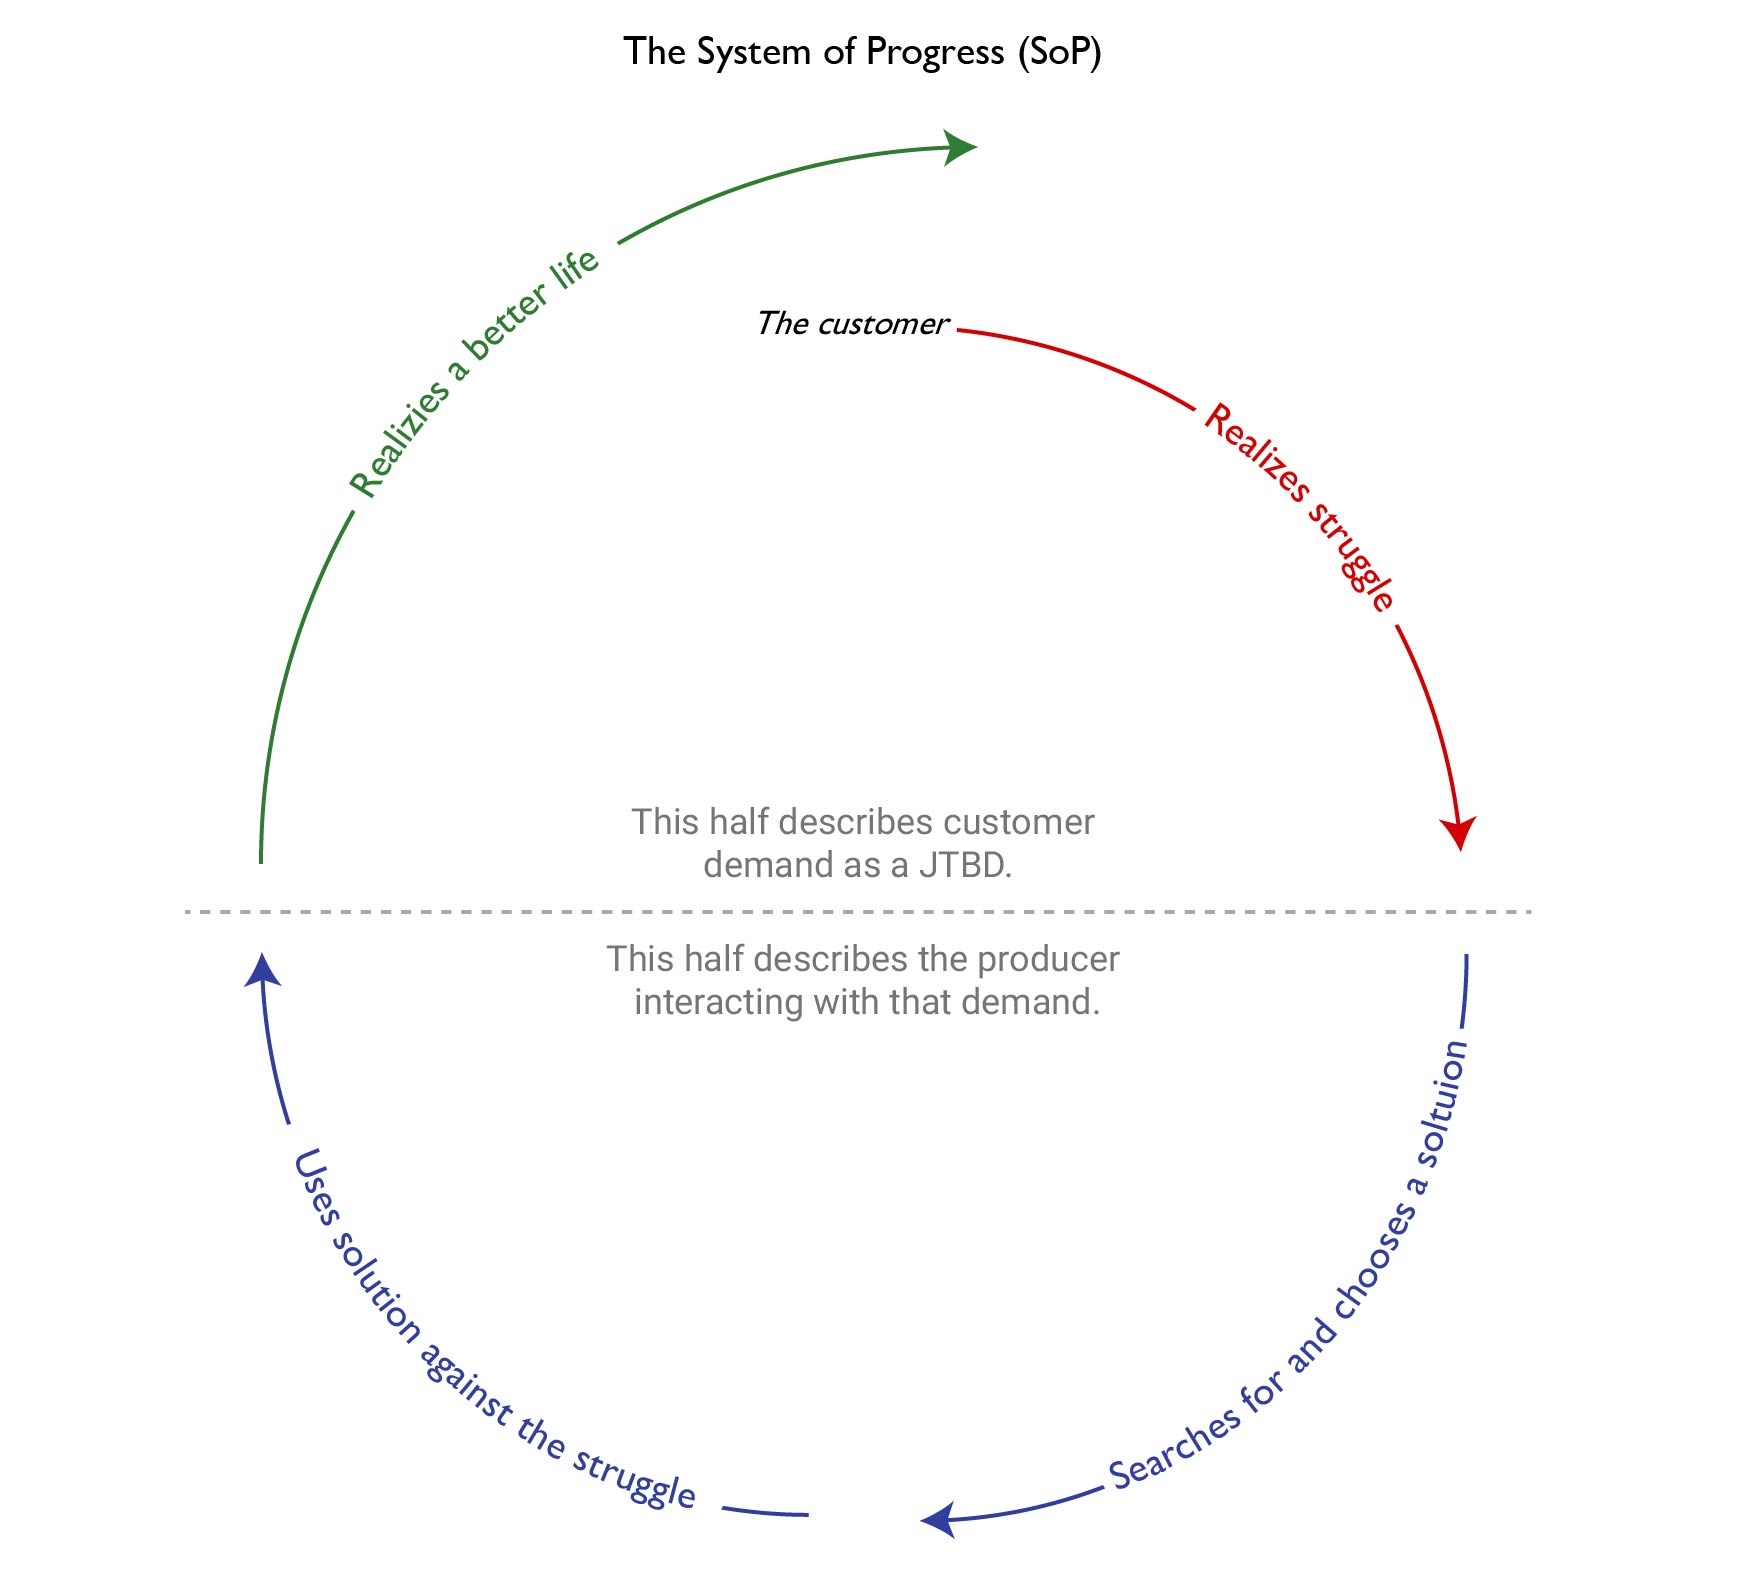 The System of Progress (SoP)
The customer
Realizes struggle
Searches for and chooses a soltuion
Uses solution against the struggle
Realizies a better life
This half describes customer
demand as a JTBD.
This half describes the producer
interacting with that demand.